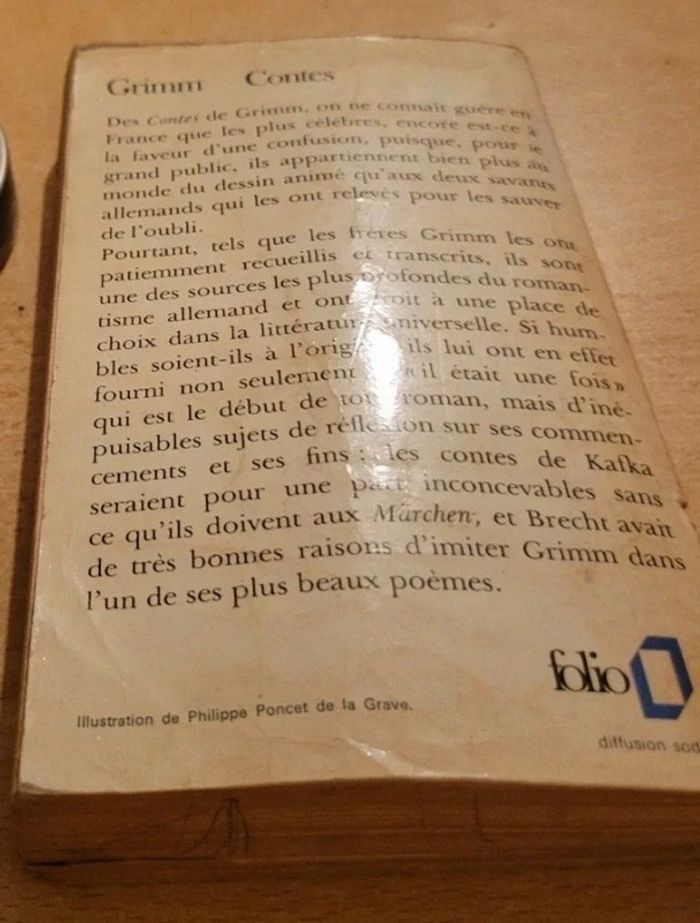 Grimm Contes
Des Contes de Grimm, on ne connaît guère en
France que les plus célèbres, encore est-ce à
la faveur d'une confusion, puisque, pour le
grand public, ils appartiennent bien plus au
monde du dessin animé qu'aux deux savants
allemands qui les ont relevés pour les sauver
de l'oubli.
Pourtant, tels que les frères Grimm les ont
patiemment recueillis et transcrits, ils sont
une des sources les plus profondes du roman-
tisme allemand et ont droit à une place de
choix dans la littérature universelle. Si hum-
bles soient-ils à l'origine ils lui ont en effet
fourni non seulement « il était une fois »
qui est le début de tout roman, mais d'iné-
puisables sujets de réflexion sur ses commen-
cements et ses fins : les contes de Kafka
seraient pour une part inconcevables sans
ce qu'ils doivent aux Märchen, et Brecht avait
de très bonnes raisons d'imiter Grimm dans
l'un de ses plus beaux poèmes.
folio
Illustration de Philippe Poncet de la Grave.
diffusion sod